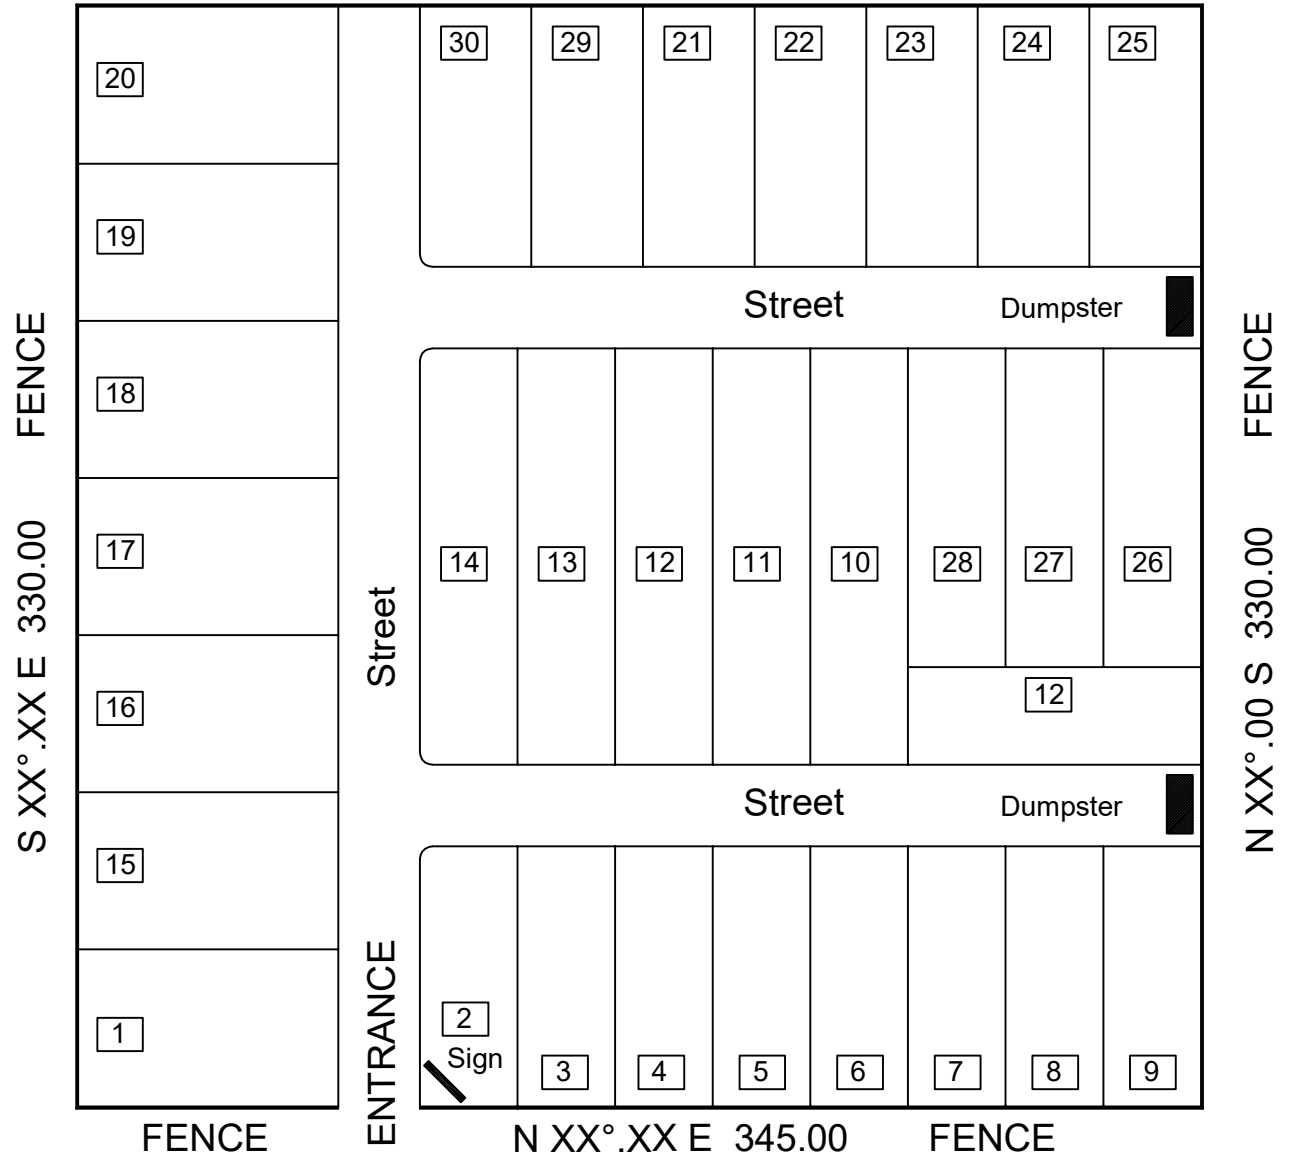 30 29 21 22 23 24 25
20
19
Street Dumpster
18
14 13 12 11 10 28 27 26
17
12
16
Street
Street Dumpster
15
2
Sign
1
3 4 5 6 7 8 9
ENTRANCE
FENCE N XX°.XX E 345.00 FENCE
S XX°.XX E 330.00 FENCE
N XX°.00 S 330.00 FENCE